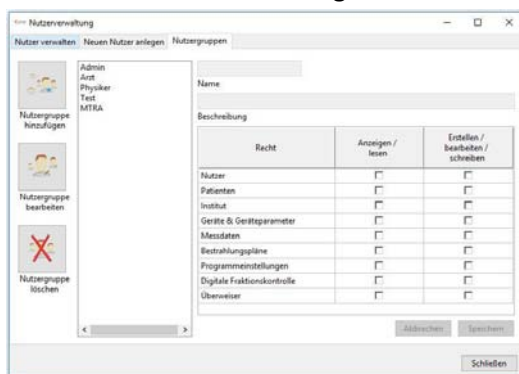 Nutzerverwaltung
Nutzer verwalten Neuen Nutzer anlegen Nutzergruppen
Nutzergruppe
hinzufügen
Nutzergruppe
bearbeiten
Nutzergruppe
löschen
Admin
Arzt
Physiker
Test
MTRA
Name
Beschreibung
Recht
Anzeigen /
lesen
Erstellen /
bearbeiten /
schreiben
Nutzer
Patienten
Institut
Geräte & Geräteparameter
Messdaten
Bestrahlungspläne
Programmeinstellungen
Digitale Fraktionskontrolle
Überweiser
Abbrechen Speichern
Schließen